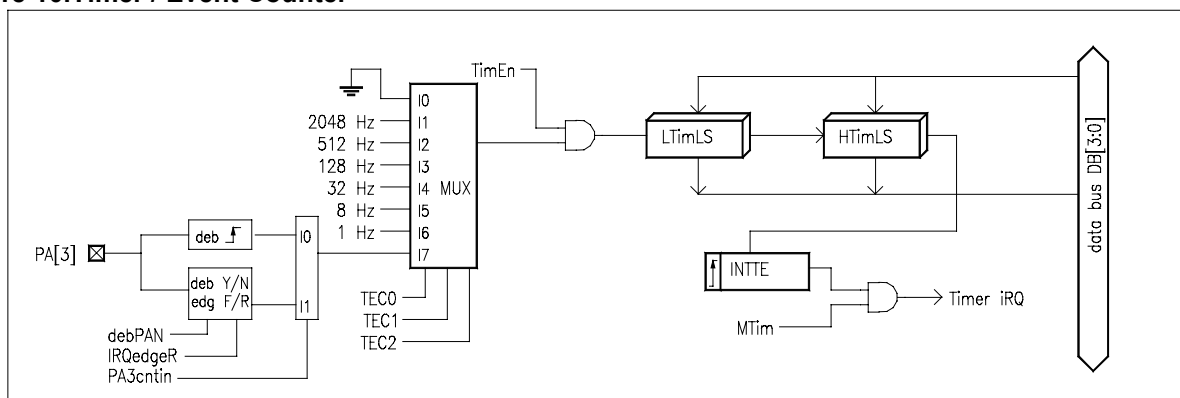 TimEn
I0
2048 Hz I1
512 Hz I2
128 Hz I3
32 Hz I4 MUX
8 Hz I5
1 Hz I6
I7
LTimLS
HTimLS
data bus DB[3:0]
PA[3]
deb
I0
deb Y/N
edg F/R
I1
debPAN
IRQedgeR
PA3cntin
TEC0
TEC1
TEC2
INTTE
MTim
Timer iRQ